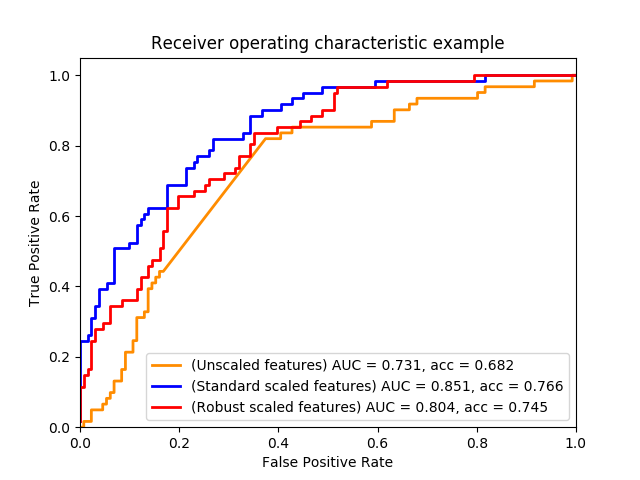 Receiver operating characteristic example
True Positive Rate
1.0
0.8
0.6
0.4
0.2
0.0
(Unscaled features) AUC = 0.731, acc = 0.682
(Standard scaled features) AUC = 0.851, acc = 0.766
(Robust scaled features) AUC = 0.804, acc = 0.745
0.0 0.2 0.4 0.6 0.8 1.0
False Positive Rate